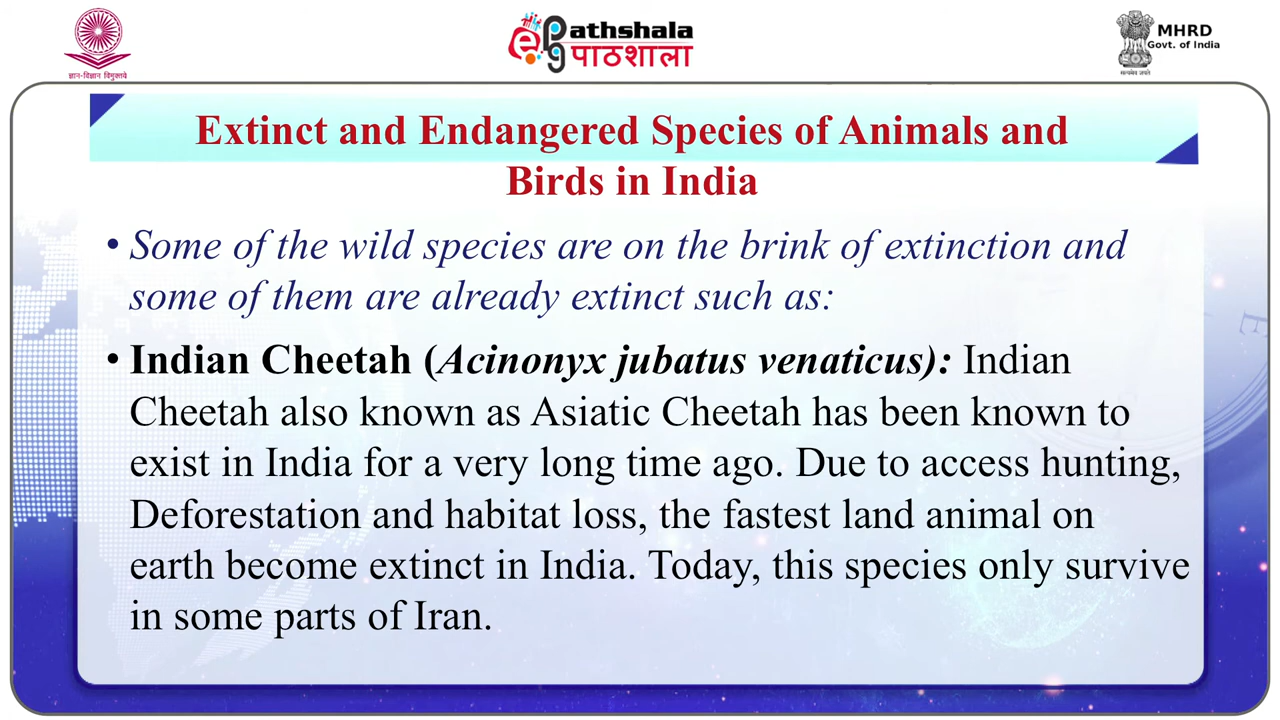 ज्ञान-विज्ञान विमुक्तये
Pathshala
पाठशाला
MHRD
Govt. of India
सत्यमेव जयते
Extinct and Endangered Species of Animals and
Birds in India
• Some of the wild species are on the brink of extinction and
some of them are already extinct such as:
• Indian Cheetah (Acinonyx jubatus venaticus): Indian
Cheetah also known as Asiatic Cheetah has been known to
exist in India for a very long time ago. Due to access hunting,
Deforestation and habitat loss, the fastest land animal on
earth become extinct in India. Today, this species only survive
in some parts of Iran.